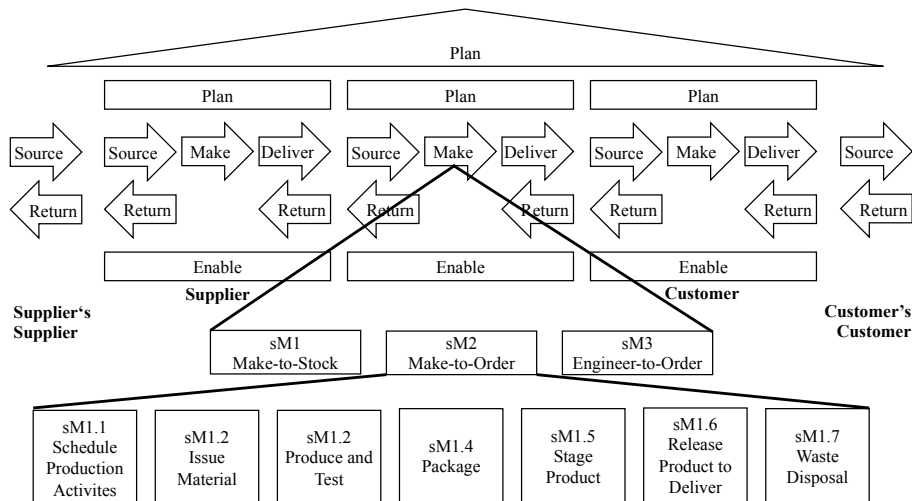 Plan
Plan
Plan
Plan
Source
Source
Make
Deliver
Source
Make
Deliver
Source
Make
Deliver
Source
Return
Return
Return
Return
Return
Return
Return
Return
Enable
Enable
Enable
Supplier‘s
Supplier
Supplier
Customer
Customer's
Customer
sM1
Make-to-Stock
sM2
Make-to-Order
sM3
Engineer-to-Order
sM1.1
Schedule
Production
Activites
sM1.2
Issue
Material
sM1.2
Produce and
Test
sM1.4
Package
sM1.5
Stage
Product
sM1.6
Release
Product to
Deliver
sM1.7
Waste
Disposal